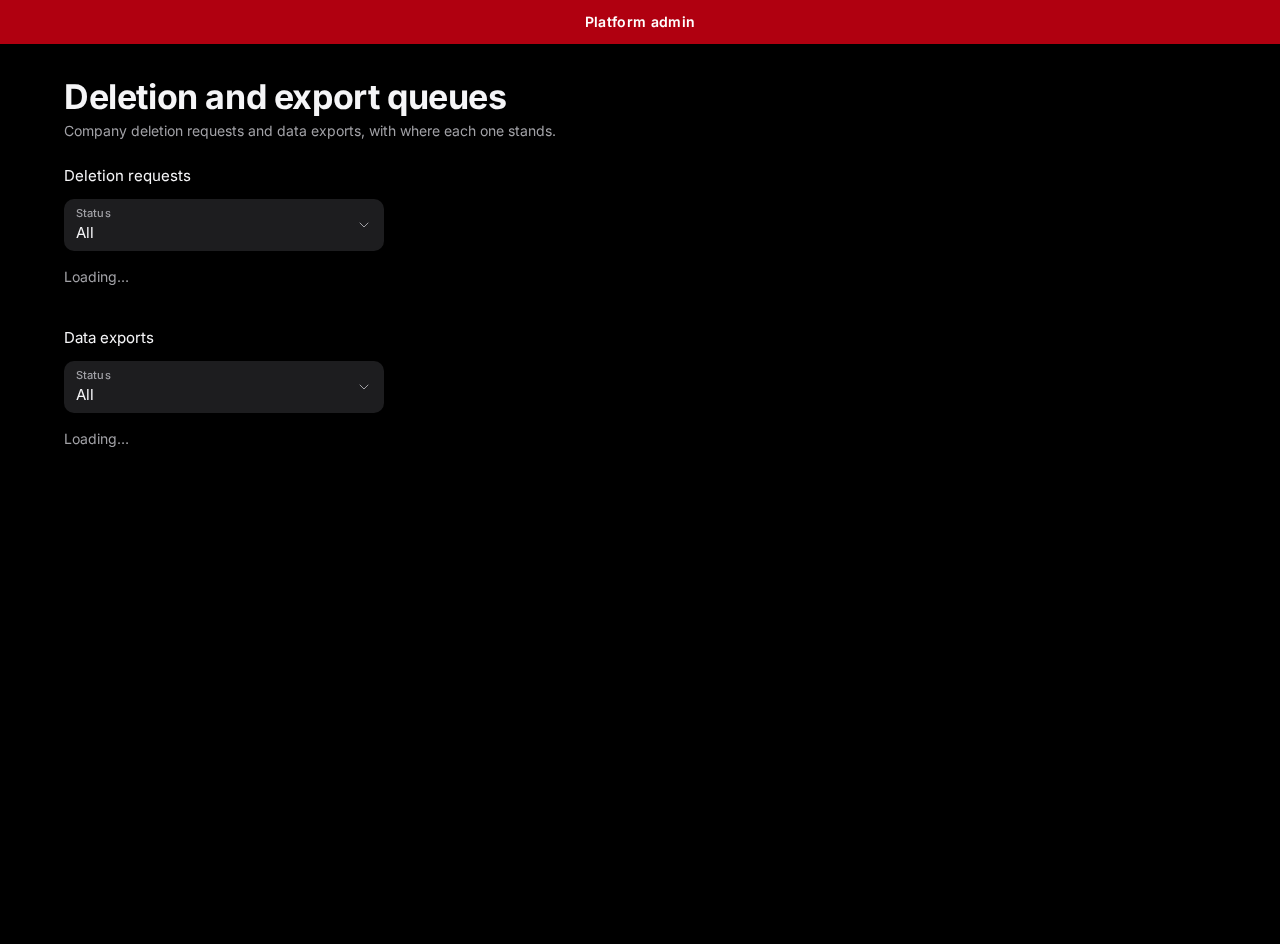 Platform admin
Deletion and export queues
Company deletion requests and data exports, with where each one stands.
Deletion requests
Status
All
Loading...
Data exports
Status
All
Loading...